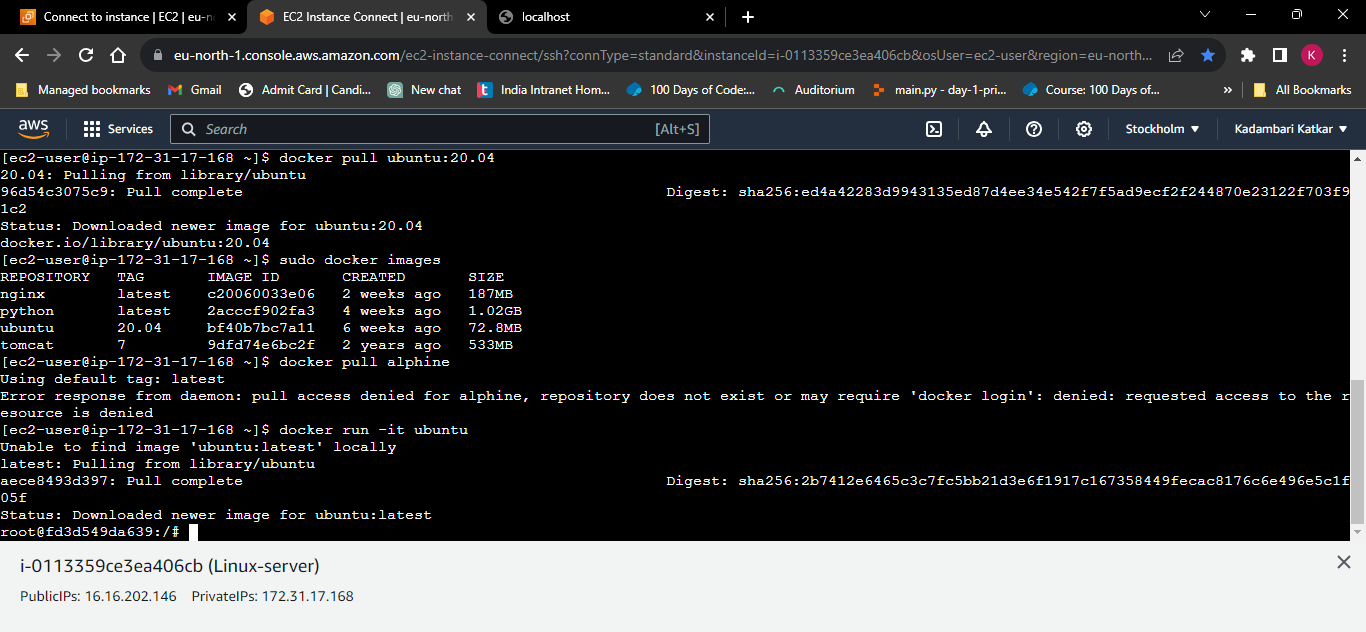 Connect to instance | EC2 | eu-n
EC2 Instance Connect | eu-north
localhost
eu-north-1.console.aws.amazon.com/ec2-instance-connect/ssh?connType=standard&instanceId=i-0113359ce3ea406cb&osUser=ec2-user&region=eu-north...
K
Managed bookmarks
Gmail
Admit Card | Candi...
New chat
India Intranet Hom...
100 Days of Code:...
Auditorium
main.py - day-1-pri...
Course: 100 Days of...
»
All Bookmarks
aws
Services
Search
[Alt+S]
Stockholm
Kadambari Katkar
[ec2-user@ip-172-31-17-168 ~]$ docker pull ubuntu:20.04
20.04: Pulling from library/ubuntu
96d54c3075c9: Pull complete Digest: sha256:ed4a42283d9943135ed87d4ee34e542f7f5ad9ecf2f244870e23122f703f9
1c2
Status: Downloaded newer image for ubuntu:20.04
docker.io/library/ubuntu:20.04
[ec2-user@ip-172-31-17-168 ~]$ sudo docker images
REPOSITORY TAG IMAGE ID CREATED SIZE
nginx latest c20060033e06 2 weeks ago 187MB
python latest 2acccf902fa3 4 weeks ago 1.02GB
ubuntu 20.04 bf40b7bc7a11 6 weeks ago 72.8MB
tomcat 7 9dfd74e6bc2f 2 years ago 533MB
[ec2-user@ip-172-31-17-168 ~]$ docker pull alphine
Using default tag: latest
Error response from daemon: pull access denied for alphine, repository does not exist or may require 'docker login': denied: requested access to the r
esource is denied
[ec2-user@ip-172-31-17-168 ~]$ docker run -it ubuntu
Unable to find image 'ubuntu:latest' locally
latest: Pulling from library/ubuntu
aece8493d397: Pull complete Digest: sha256:2b7412e6465c3c7fc5bb21d3e6f1917c167358449fecac8176c6e496e5c1f
05f
Status: Downloaded newer image for ubuntu:latest
root@fd3d549da639:/#
i-0113359ce3ea406cb (Linux-server)
PublicIPs: 16.16.202.146 PrivateIPs: 172.31.17.168